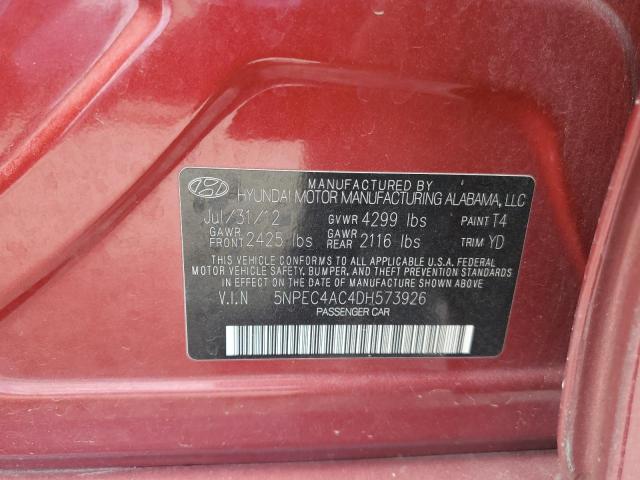 MANUFACTURED BY
HYUNDAI MOTOR MANUFACTURING ALABAMA, LLC
Jul/31/12 GVWR 4299 lbs PAINT T4
GAWR FRONT 2425 lbs GAWR REAR 2116 lbs TRIM YD
THIS VEHICLE CONFORMS TO ALL APPLICABLE U.S.A. FEDERAL
MOTOR VEHICLE SAFETY, BUMPER, AND THEFT PREVENTION STANDARDS
IN EFFECT ON THE DATE OF MANUFACTURE SHOWN ABOVE
V.I.N 5NPEC4AC4DH573926
PASSENGER CAR